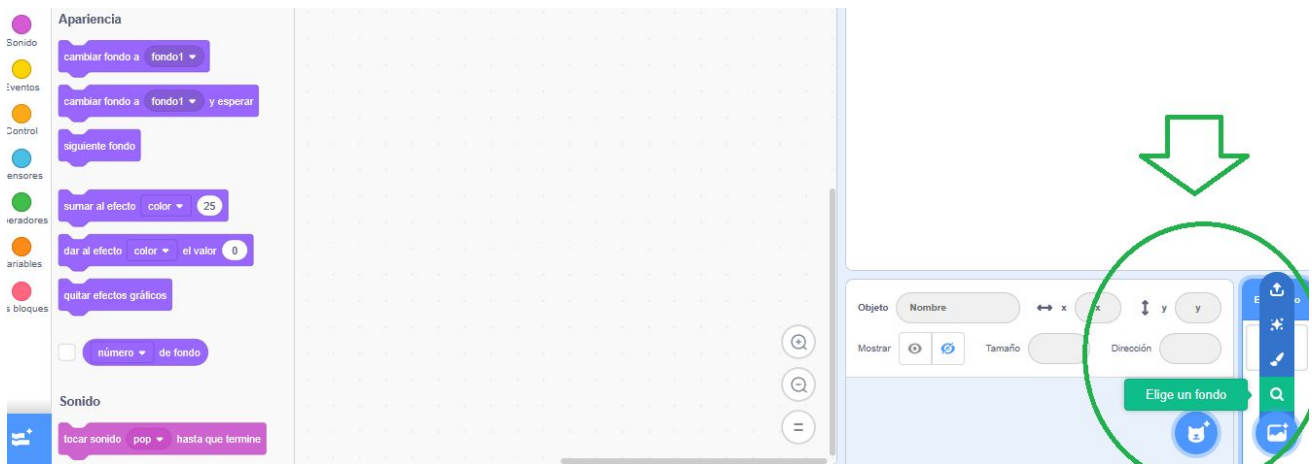 Sonido
Eventos
Control
ensores
eradores
ariables
s bloques
Apariencia
cambiar fondo a fondo1
cambiar fondo a fondo1 y esperar
siguiente fondo
sumar al efecto color 25
dar al efecto color el valor 0
quitar efectos gráficos
número de fondo
Sonido
tocar sonido pop hasta que termine
Objeto Nombre x x y y
Mostrar Tamaño Dirección
Elige un fondo